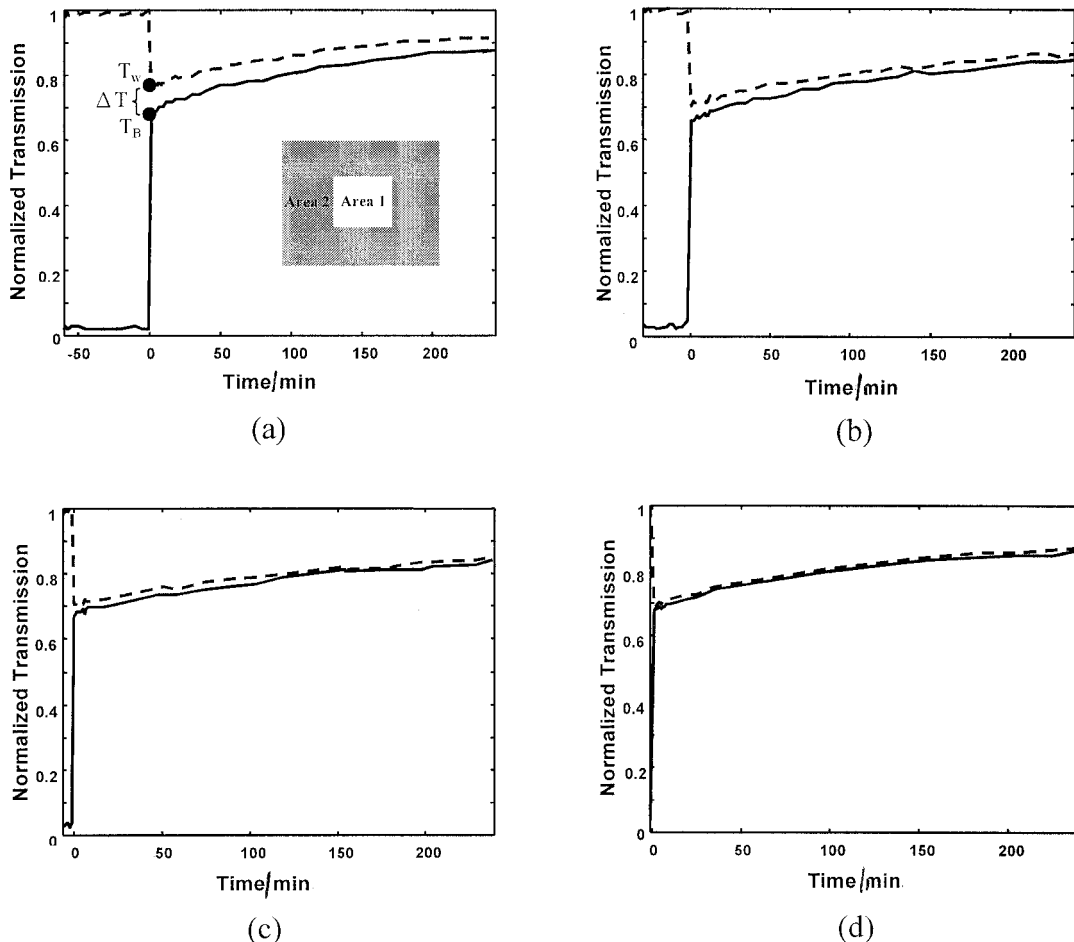 Normalized Transmission
1
0.8
0.6
0.4
0.2
0
T_w
ΔT{
T_B
Area 2 Area 1
-50 0 50 100 150 200
Time/min
(a)
Normalized Transmission
1
0.8
0.6
0.4
0.2
0
0 50 100 150 200
Time/min
(b)
Normalized Transmission
1
0.8
0.6
0.4
0.2
0
0 50 100 150 200
Time/min
(c)
Normalized Transmission
1
0.8
0.6
0.4
0.2
0
0 50 100 150 200
Time/min
(d)